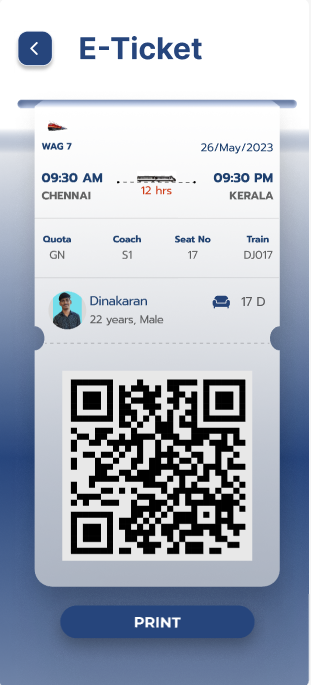 E-Ticket
WAG 7
26/May/2023
09:30 AM 09:30 PM
CHENNAI 12 hrs KERALA
Quota Coach Seat No Train
GN S1 17 DJ017
Dinakaran 17 D
22 years, Male
PRINT